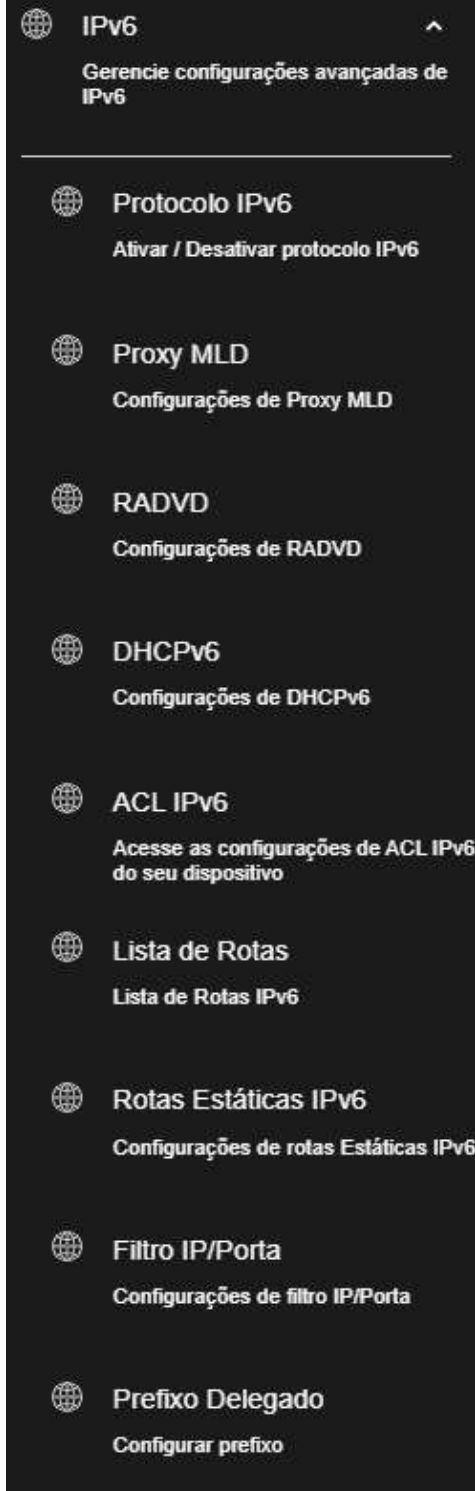 IPv6
Gerencie configurações avançadas de
IPv6
Protocolo IPv6
Ativar / Desativar protocolo IPv6
Proxy MLD
Configurações de Proxy MLD
RADVD
Configurações de RADVD
DHCPv6
Configurações de DHCPv6
ACL IPv6
Acesse as configurações de ACL IPv6
do seu dispositivo
Lista de Rotas
Lista de Rotas IPv6
Rotas Estáticas IPv6
Configurações de rotas Estáticas IPv6
Filtro IP/Porta
Configurações de filtro IP/Porta
Prefixo Delegado
Configurar prefixo